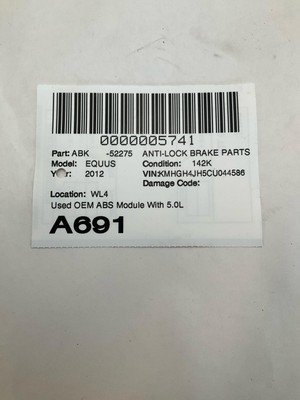 0000005741
Part: ABK -52275 ANTI-LOCK BRAKE PARTS
Model: EQUUS Condition: 142K
Year: 2012 VIN:KMHGH4JH5CU044586
Damage Code:
Location: WL4
Used OEM ABS Module With 5.0L
A691